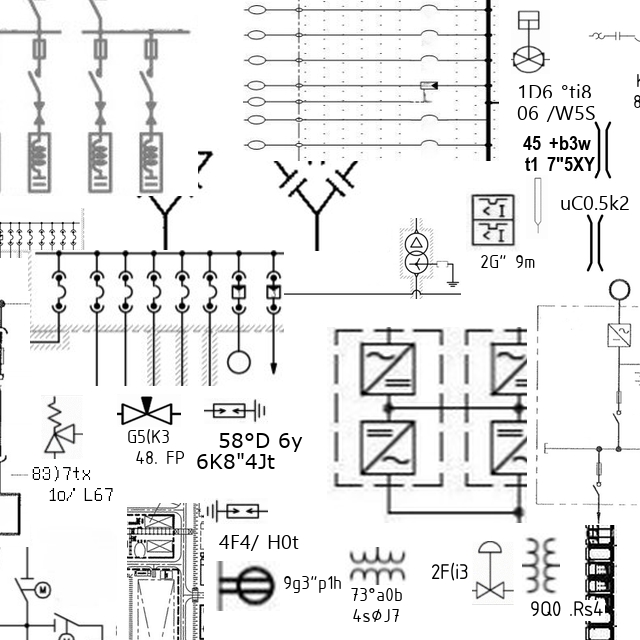 1D6 °ti8
06 /W5S
45 +b3w
t1 7"5XY
uC0.5k2
2G" 9m
G5(K3
48. FP
58°D 6y
6K8"4Jt
83)7tx
1o/' L67
4F4/ H0t
9g3"p1h
73°a0b
4sØJ7
2F(i3
9Q0 .Rs4
M